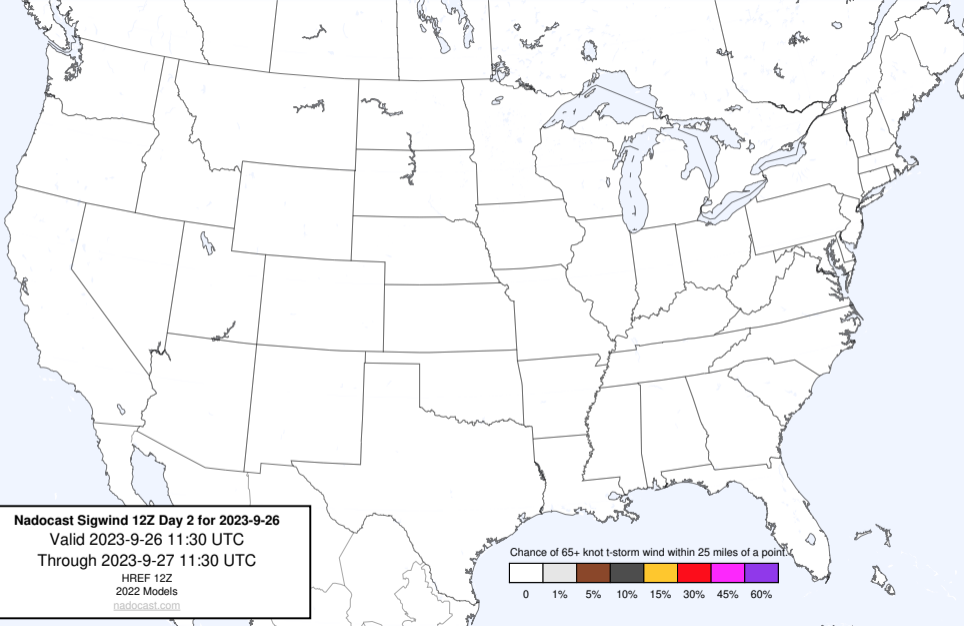 Nadocast Sigwind 12Z Day 2 for 2023-9-26
Valid 2023-9-26 11:30 UTC
Through 2023-9-27 11:30 UTC
HREF 12Z
2022 Models
nadocast.com
Chance of 65+ knot t-storm wind within 25 miles of a point.
0 1% 5% 10% 15% 30% 45% 60%